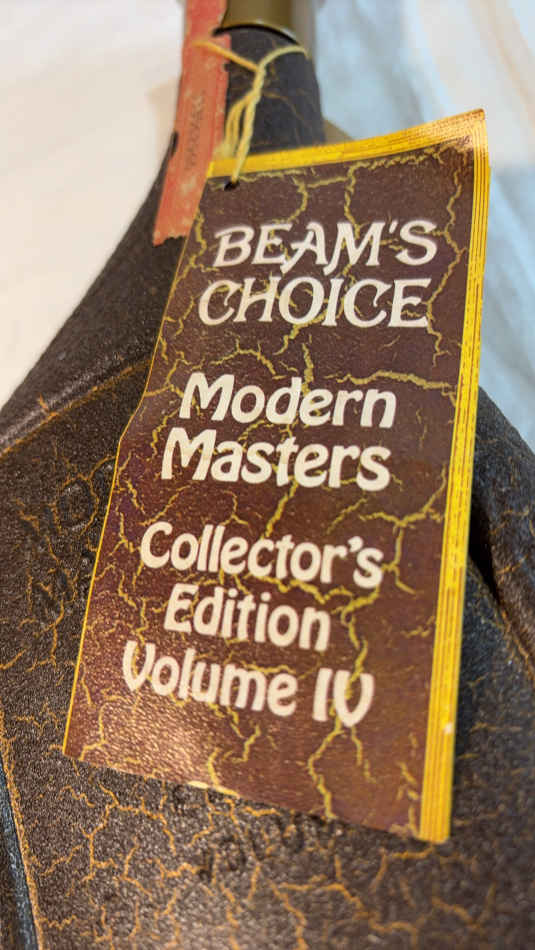 BEAM'S
CHOICE
Modern
Masters
Collector's
Edition
Volume IV